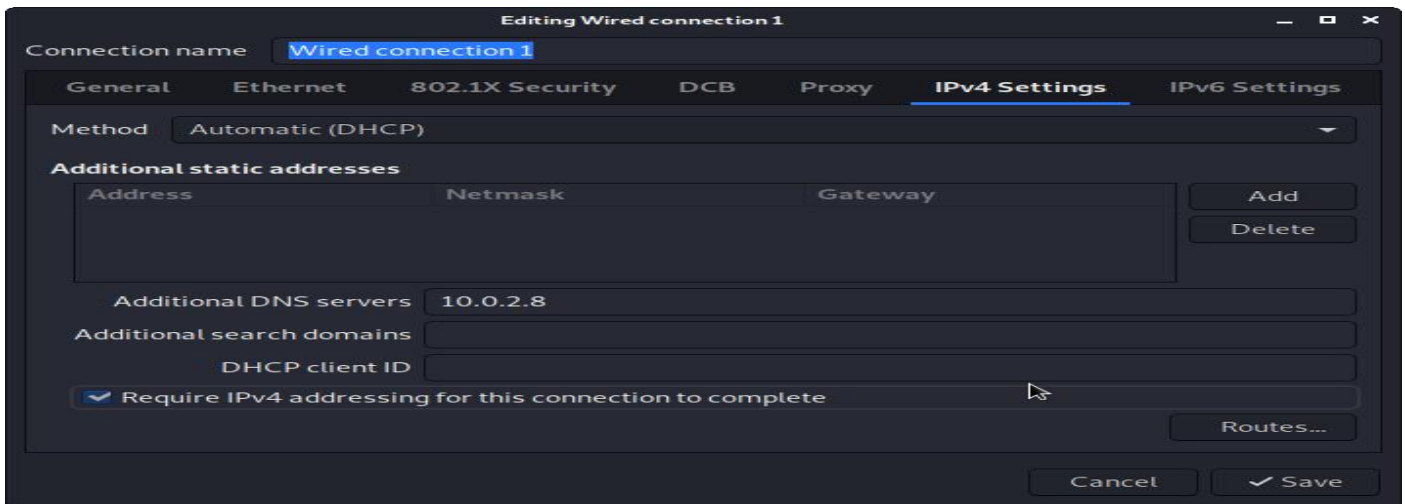 Editing Wired connection 1
Connection name Wired connection 1
General Ethernet 802.1X Security DCB Proxy IPv4 Settings IPv6 Settings
Method Automatic (DHCP)
Additional static addresses
Address Netmask Gateway Add
Delete
Additional DNS servers 10.0.2.8
Additional search domains
DHCP client ID
Require IPv4 addressing for this connection to complete
Routes...
Cancel Save